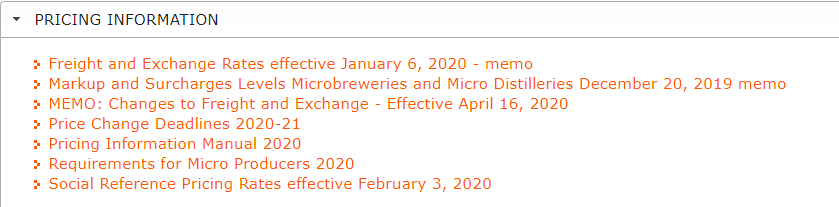 PRICING INFORMATION
Freight and Exchange Rates effective January 6, 2020 - memo
Markup and Surcharges Levels Microbreweries and Micro Distilleries December 20, 2019 memo
MEMO: Changes to Freight and Exchange - Effective April 16, 2020
Price Change Deadlines 2020-21
Pricing Information Manual 2020
Requirements for Micro Producers 2020
Social Reference Pricing Rates effective February 3, 2020